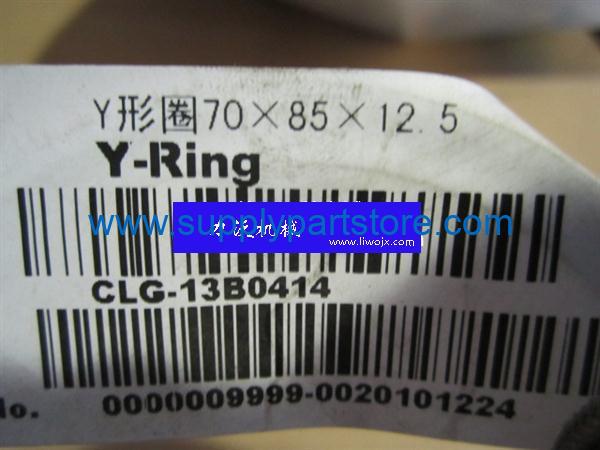 Y形圈70×85×12.5
Y-Ring
www.supplypartstore.com
www.liwojx.com
CLG-13B0414
No. 0000009999-0020101224